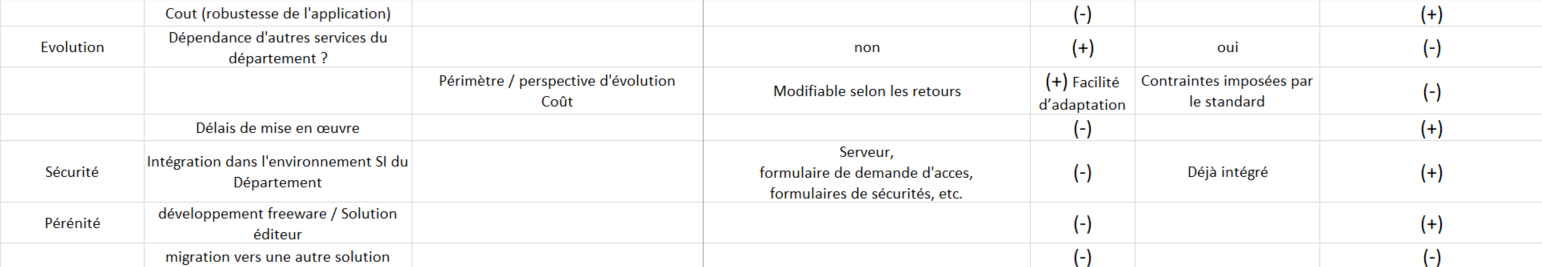 Cout (robustesse de l'application) (-) (+)
Evolution Dépendance d'autres services du non (+) oui (-)
département ?
Périmètre / perspective d'évolution Modifiable selon les retours (+) Facilité Contraintes imposées par (-)
Coût d'adaptation le standard
Délais de mise en œuvre (-) (+)
Sécurité Intégration dans l'environnement SI du Serveur, (-) Déjà intégré (+)
Département formulaire de demande d'acces,
formulaires de sécurités, etc.
Pérénité développement freeware / Solution (-) (+)
éditeur
migration vers une autre solution (-) (-)